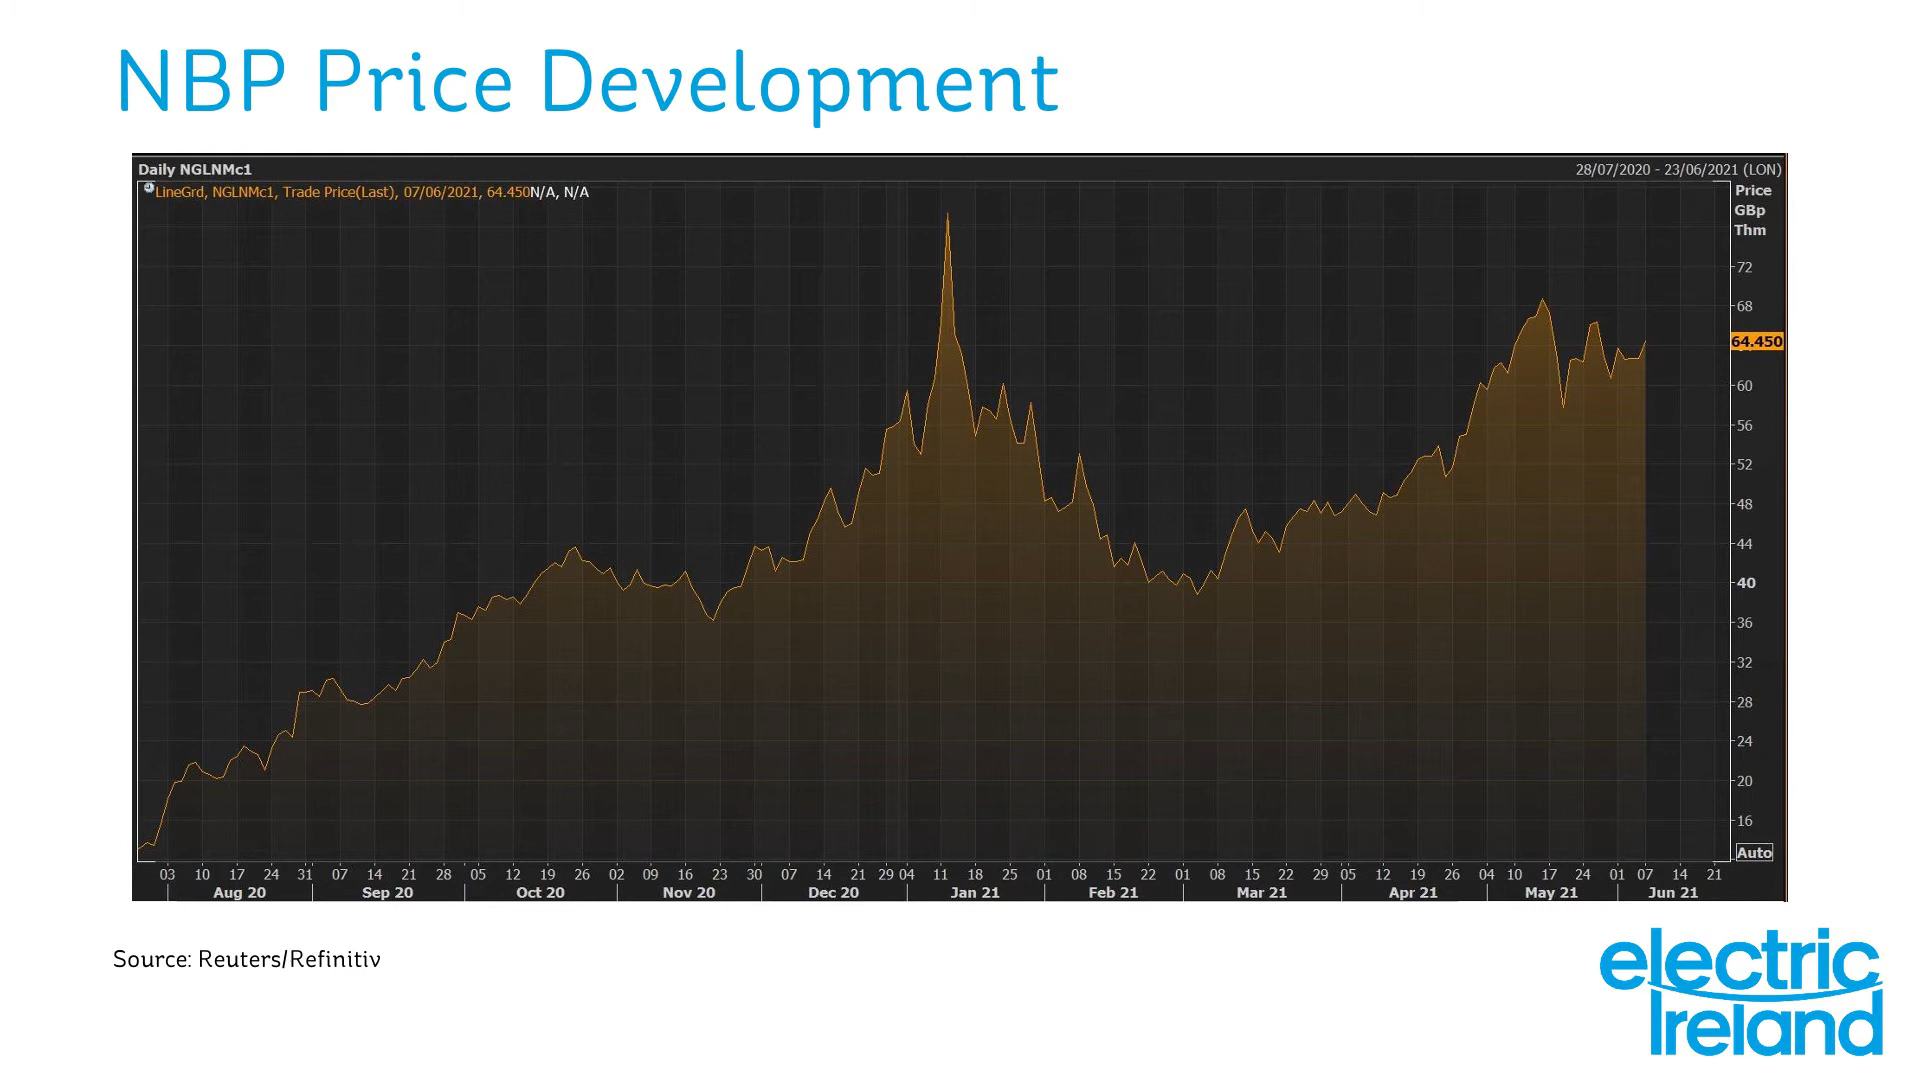 NBP Price Development
Daily NGLNMc1
28/07/2020 - 23/06/2021 (LON)
LineGrd, NGLNMc1, Trade Price(Last), 07/06/2021, 64.450N/A, N/A
Price
GBp
Thm
72
68
64.450
60
56
52
48
44
40
36
32
28
24
20
16
Auto
03 10 17 24 31 07 14 21 28 05 12 19 26 02 09 16 23 30 07 14 21 29 04 11 18 25 01 08 15 22 01 08 15 22 29 05 12 19 26 04 10 17 24 01 07 14 21
Aug 20 Sep 20 Oct 20 Nov 20 Dec 20 Jan 21 Feb 21 Mar 21 Apr 21 May 21 Jun 21
Source: Reuters/Refinitiv
electric
Ireland